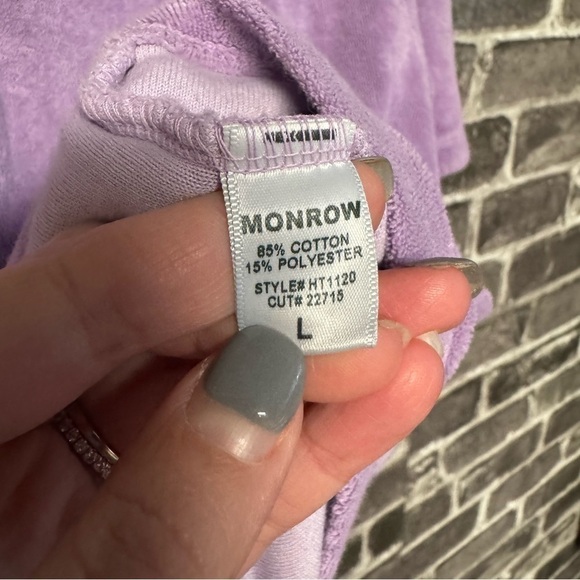 MONROW
85% COTTON
15% POLYESTER
STYLE# HT1120
CUT# 22715
L